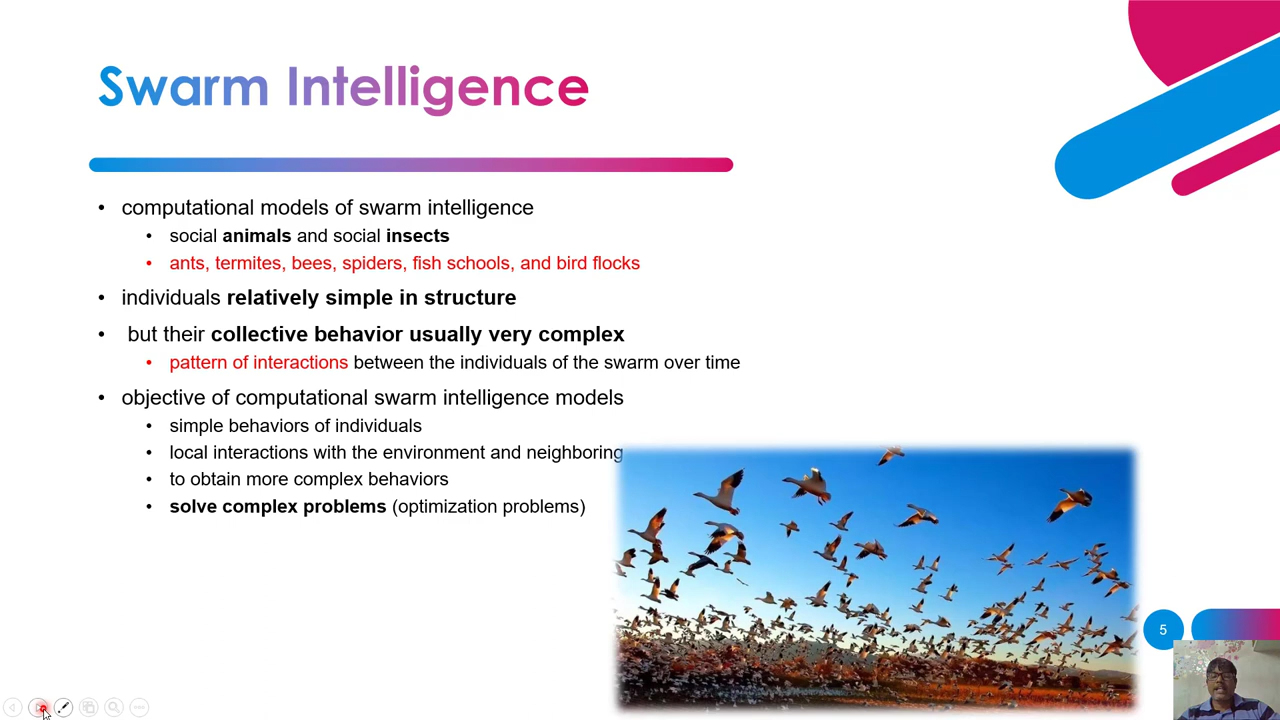 Swarm Intelligence
• computational models of swarm intelligence
• social animals and social insects
• ants, termites, bees, spiders, fish schools, and bird flocks
• individuals relatively simple in structure
• but their collective behavior usually very complex
• pattern of interactions between the individuals of the swarm over time
• objective of computational swarm intelligence models
• simple behaviors of individuals
• local interactions with the environment and neighboring
• to obtain more complex behaviors
• solve complex problems (optimization problems)
5